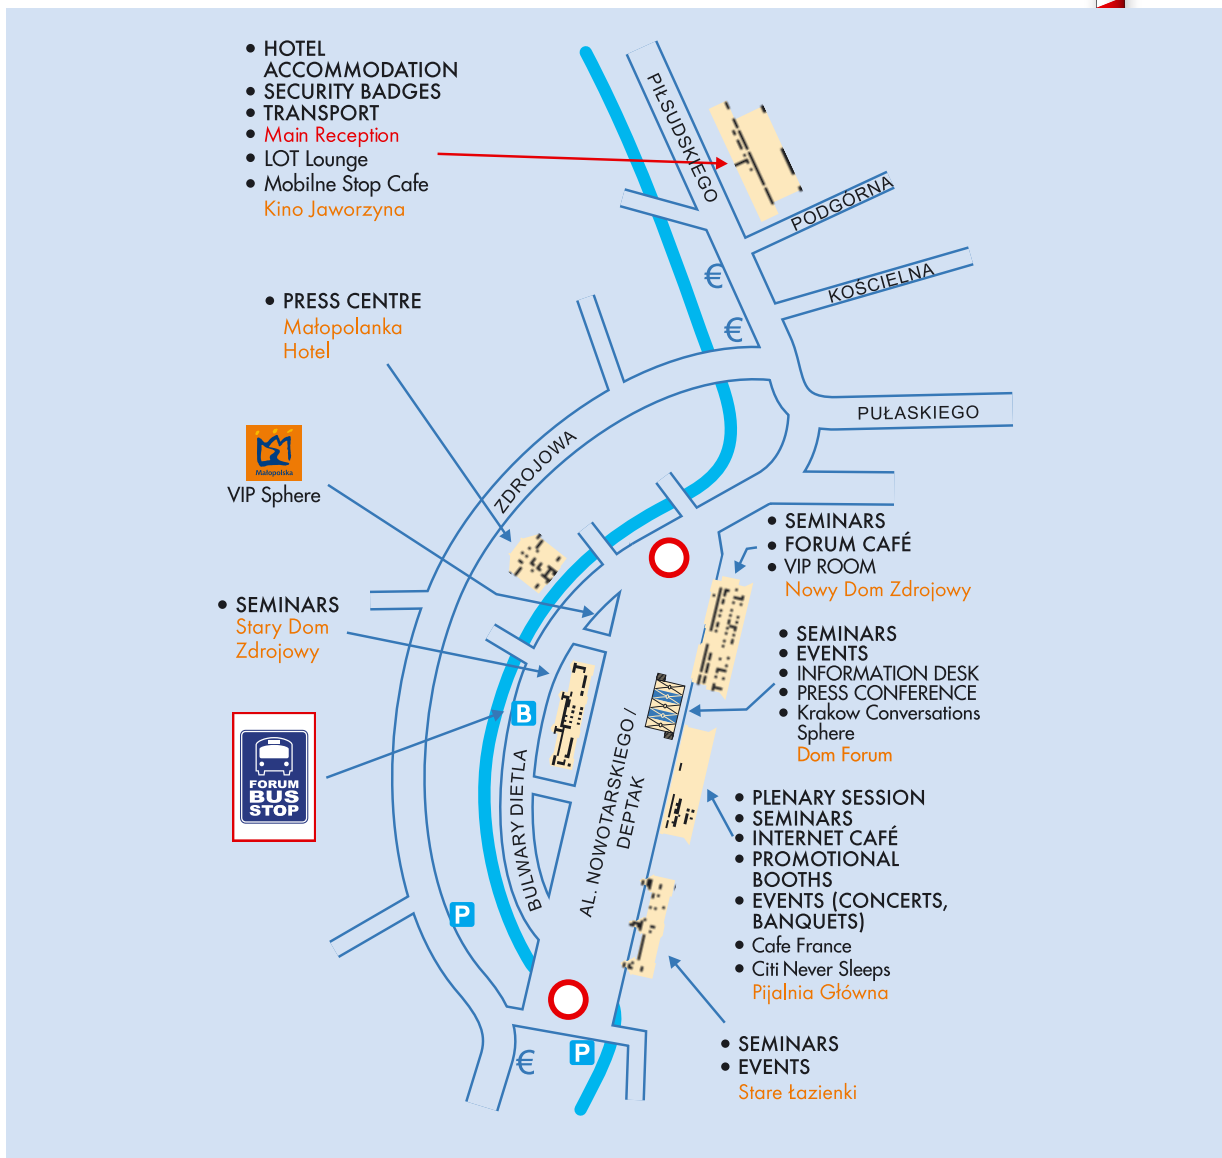 • HOTEL
ACCOMMODATION
• SECURITY BADGES
• TRANSPORT
• Main Reception
• LOT Lounge
• Mobilne Stop Cafe
Kino Jaworzyna
PIŁSUDSKIEGO
PODGÓRNA
KOŚCIELNA
€
€
• PRESS CENTRE
Małopolanka
Hotel
PUŁASKIEGO
ZDROJOWA
Małopolska
VIP Sphere
• SEMINARS
• FORUM CAFÉ
• VIP ROOM
Nowy Dom Zdrojowy
• SEMINARS
Stary Dom
Zdrojowy
• SEMINARS
• EVENTS
• INFORMATION DESK
• PRESS CONFERENCE
• Krakow Conversations
Sphere
Dom Forum
B
FORUM
BUS
STOP
BULWARY DIETLA
AL. NOWOTARSKIEGO /
DEPTAK
• PLENARY SESSION
• SEMINARS
• INTERNET CAFÉ
• PROMOTIONAL
BOOTHS
• EVENTS (CONCERTS,
BANQUETS)
• Cafe France
• Citi Never Sleeps
Pijalnia Główna
P
P
€
• SEMINARS
• EVENTS
Stare Łazienki